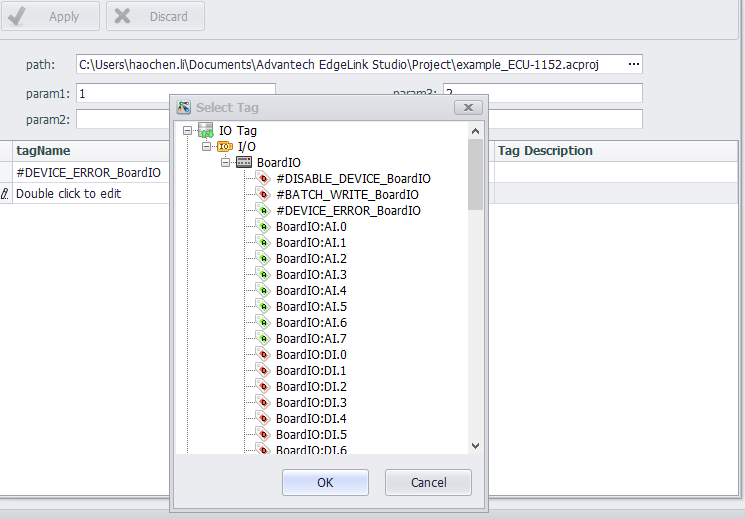 Apply
Discard
path:
C:\Users\haochen.li\Documents\Advantech EdgeLink Studio\Project\example_ECU-1152.acproj
...
param1:
1
param3:
2
param2:
tagName
Tag Description
#DEVICE_ERROR_BoardIO
Double click to edit
Select Tag
IO Tag
I/O
BoardIO
#DISABLE_DEVICE_BoardIO
#BATCH_WRITE_BoardIO
#DEVICE_ERROR_BoardIO
BoardIO:AI.0
BoardIO:AI.1
BoardIO:AI.2
BoardIO:AI.3
BoardIO:AI.4
BoardIO:AI.5
BoardIO:AI.6
BoardIO:AI.7
BoardIO:DI.0
BoardIO:DI.1
BoardIO:DI.2
BoardIO:DI.3
BoardIO:DI.4
BoardIO:DI.5
BoardIO:DI.6
OK
Cancel